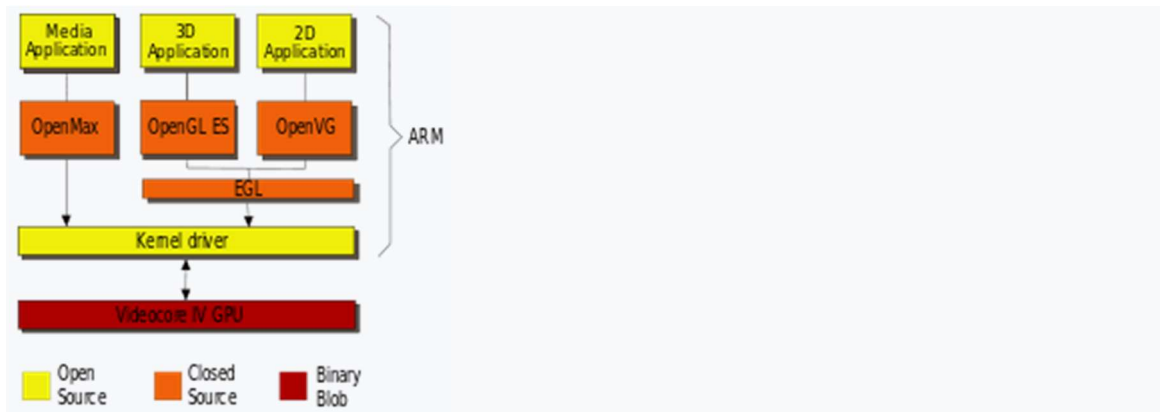 Media
Application
3D
Application
2D
Application
OpenMax
OpenGL ES
OpenVG
ARM
EGL
Kernel driver
Videocore IV GPU
Open
Source
Closed
Source
Binary
Blob